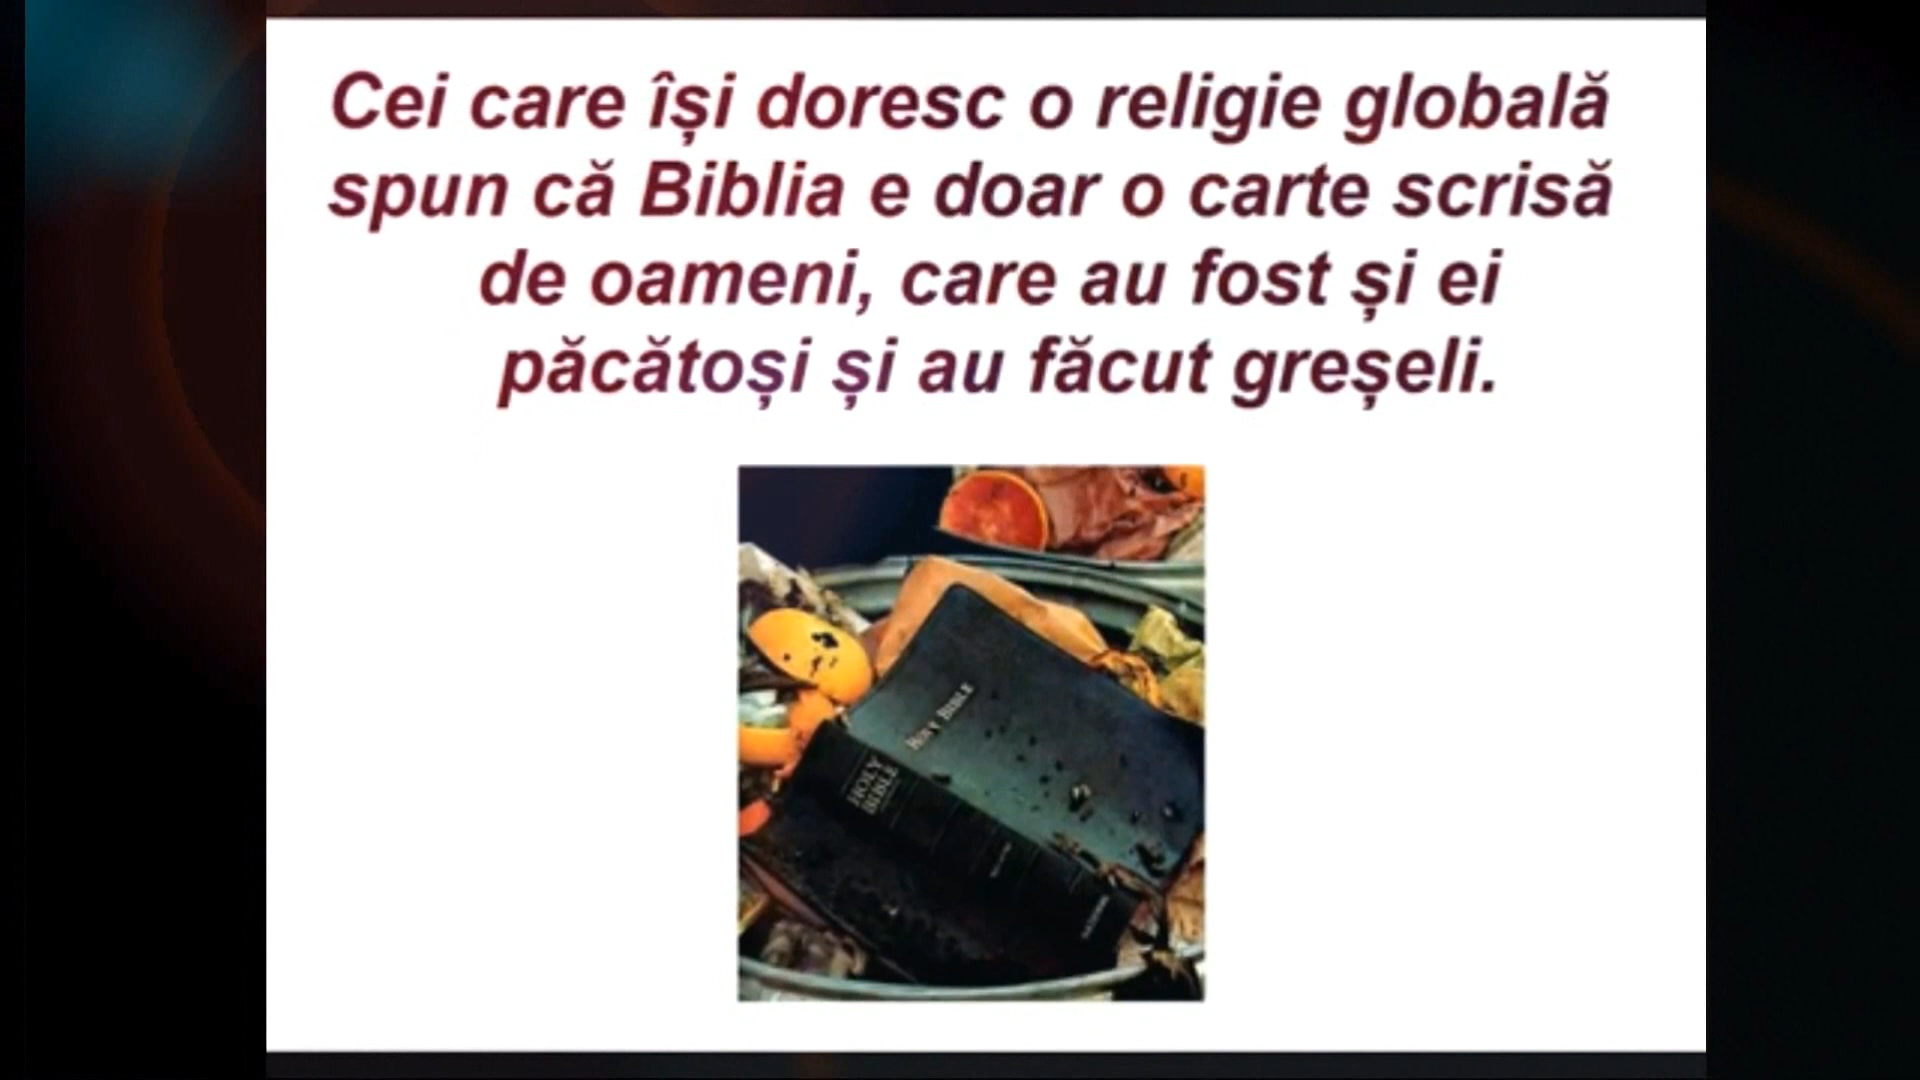 Cei care își doresc o religie globală
spun că Biblia e doar o carte scrisă
de oameni, care au fost și ei
păcătoși și au făcut greșeli.
HOLY BIBLE
HOLY
BIBLE